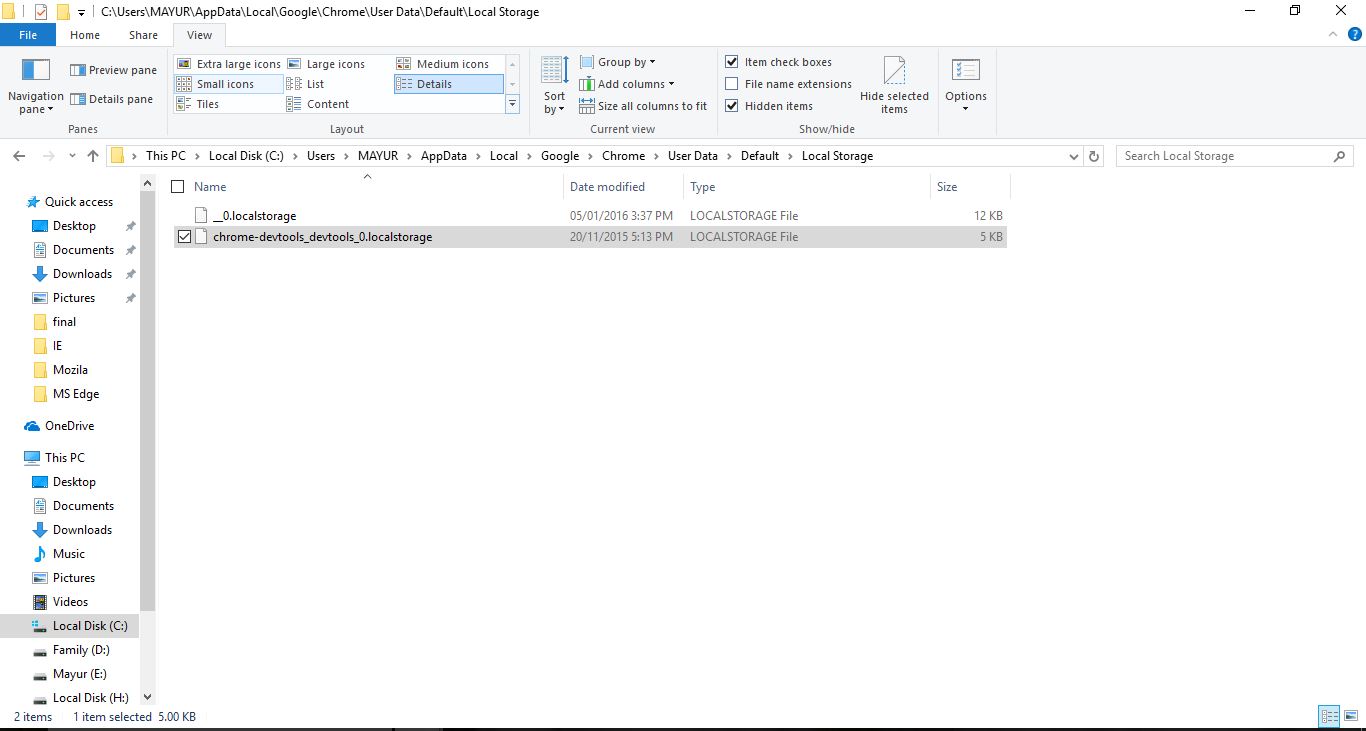 C:\Users\MAYUR\AppData\Local\Google\Chrome\User Data\Default\Local Storage
File Home Share View
Navigation pane
Preview pane
Details pane
Panes
Extra large icons Large icons Medium icons
Small icons List Details
Tiles Content
Layout
Sort by
Group by
Add columns
Size all columns to fit
Current view
Item check boxes
File name extensions
Hidden items
Hide selected items
Show/hide
Options
This PC Local Disk (C:) Users MAYUR AppData Local Google Chrome User Data Default Local Storage
Search Local Storage
Quick access
Desktop
Documents
Downloads
Pictures
final
IE
Mozila
MS Edge
OneDrive
This PC
Desktop
Documents
Downloads
Music
Pictures
Videos
Local Disk (C:)
Family (D:)
Mayur (E:)
Local Disk (H:)
Name Date modified Type Size
__0.localstorage 05/01/2016 3:37 PM LOCALSTORAGE File 12 KB
chrome-devtools_devtools_0.localstorage 20/11/2015 5:13 PM LOCALSTORAGE File 5 KB
2 items 1 item selected 5.00 KB